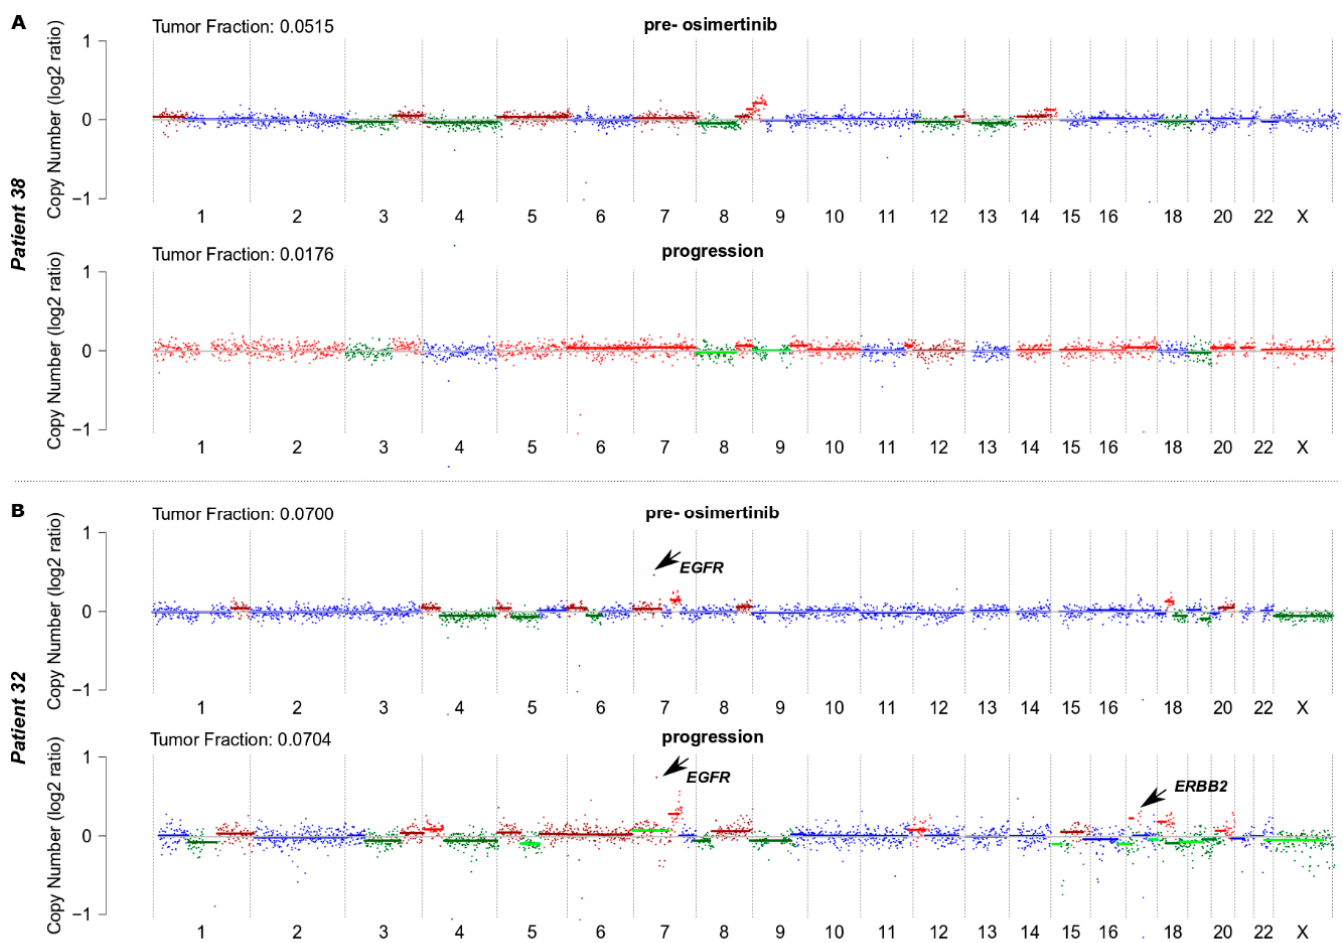 A
Tumor Fraction: 0.0515
pre- osimertinib
Copy Number (log2 ratio)
1
0
−1
1 2 3 4 5 6 7 8 9 10 11 12 13 14 15 16 18 20 22 X
Patient 38
Tumor Fraction: 0.0176
progression
Copy Number (log2 ratio)
1
0
−1
1 2 3 4 5 6 7 8 9 10 11 12 13 14 15 16 18 20 22 X
B
Tumor Fraction: 0.0700
pre- osimertinib
Copy Number (log2 ratio)
1
0
−1
EGFR
1 2 3 4 5 6 7 8 9 10 11 12 13 14 15 16 18 20 22 X
Patient 32
Tumor Fraction: 0.0704
progression
Copy Number (log2 ratio)
1
0
−1
EGFR
ERBB2
1 2 3 4 5 6 7 8 9 10 11 12 13 14 15 16 18 20 22 X